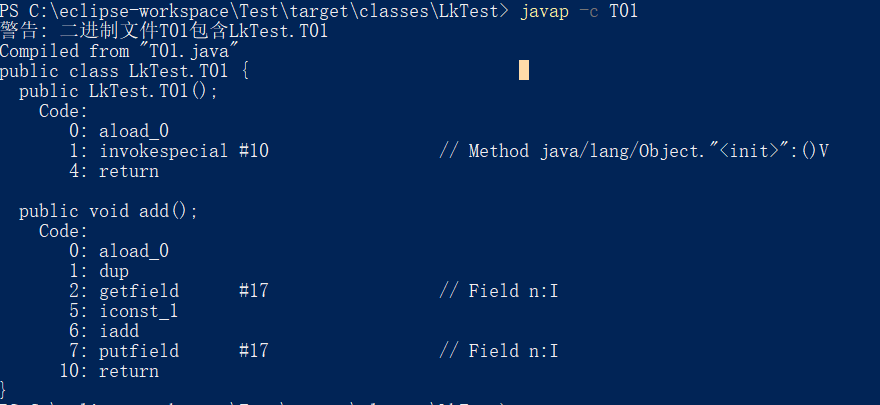 PS C:\eclipse-workspace\Test\target\classes\LkTest> javap -c T01
警告: 二进制文件T01包含LkTest.T01
Compiled from "T01.java"
public class LkTest.T01 {
  public LkTest.T01();
    Code:
       0: aload_0
       1: invokespecial #10                 // Method java/lang/Object."<init>":()V
       4: return

  public void add();
    Code:
       0: aload_0
       1: dup
       2: getfield      #17                 // Field n:I
       5: iconst_1
       6: iadd
       7: putfield      #17                 // Field n:I
      10: return
}